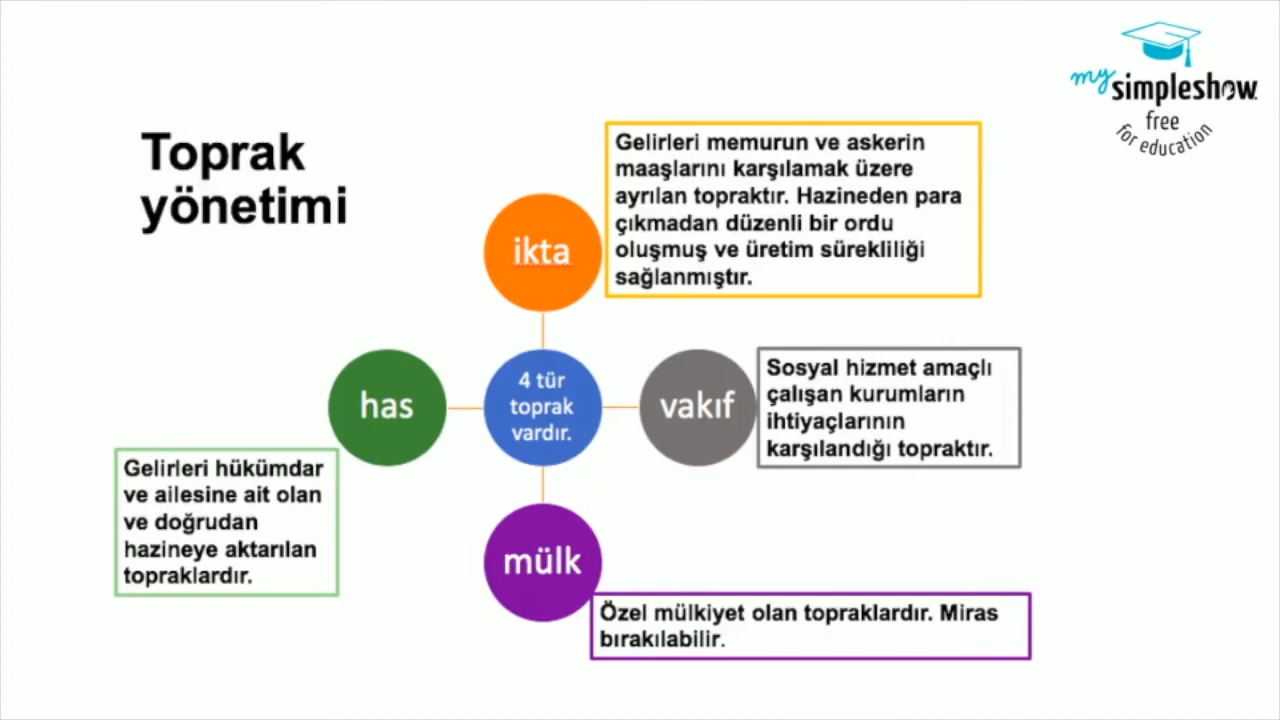 my
simpleshow
free
for education
Toprak
yönetimi
Gelirleri memurun ve askerin
maaşlarını karşılamak üzere
ayrılan topraktır. Hazineden para
çıkmadan düzenli bir ordu
oluşmuş ve üretim sürekliliği
sağlanmıştır.
ikta
has
4 tür
toprak
vardır.
vakıf
Sosyal hizmet amaçlı
çalışan kurumların
ihtiyaçlarının
karşılandığı topraktır.
Gelirleri hükümdar
ve ailesine ait olan
ve doğrudan
hazineye aktarılan
topraklardır.
mülk
Özel mülkiyet olan topraklardır. Miras
bırakılabilir.